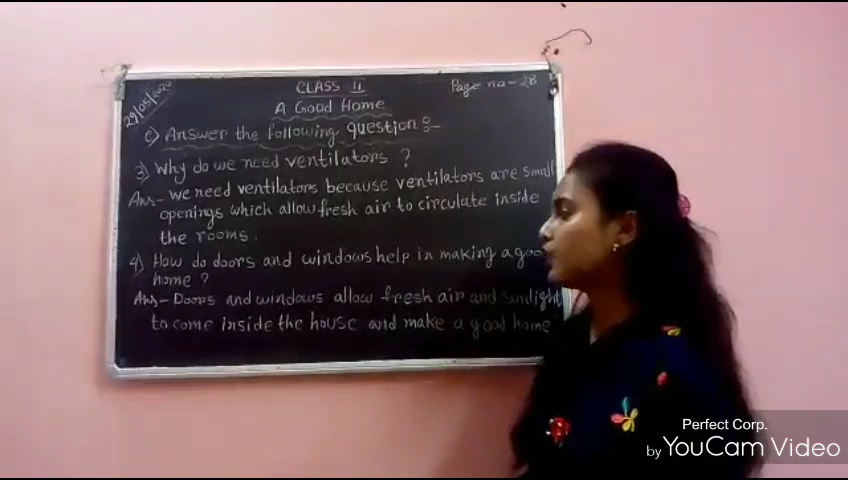 29/05/2020
CLASS II
Page no-28
A Good Home
C) Answer the following question :-
3) Why do we need ventilators ?
Ans- We need ventilators because ventilators are small
openings which allow fresh air to circulate inside
the rooms.
4) How do doors and windows help in making a goo
home ?
Ans- Doors and windows allow fresh air and sunlight
to come inside the house and make a good home
Perfect Corp.
by YouCam Video